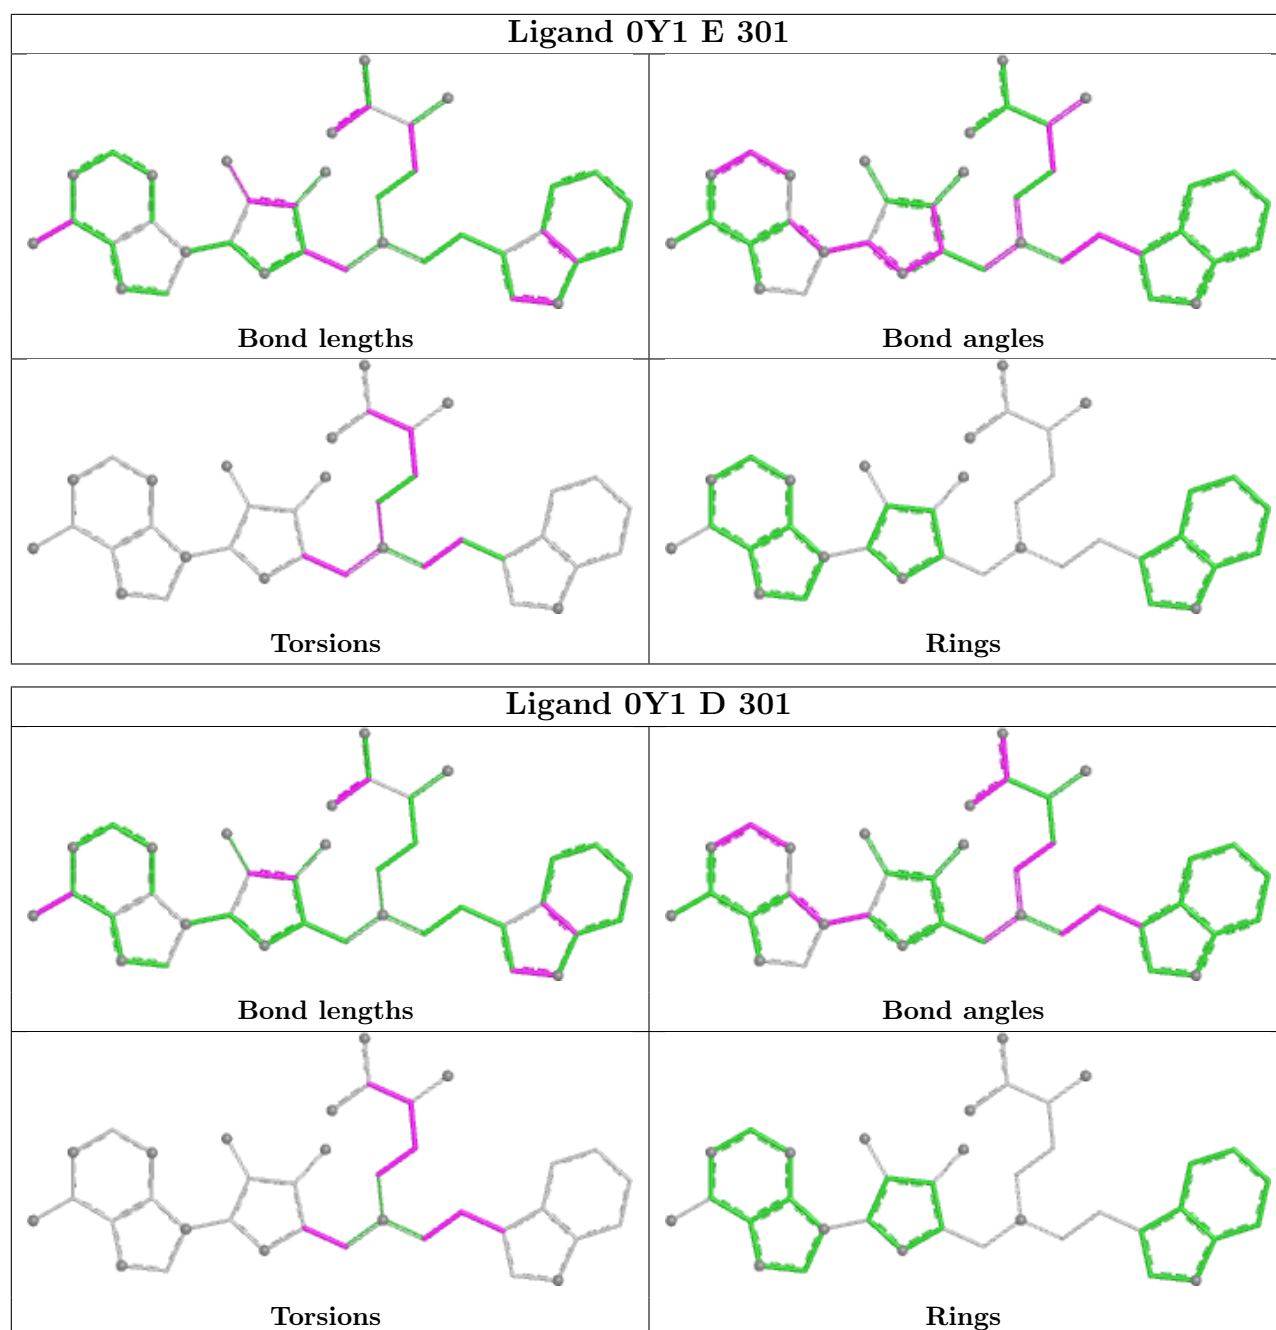 Ligand 0Y1 E 301
Bond lengths
Bond angles
Torsions
Rings
Ligand 0Y1 D 301
Bond lengths
Bond angles
Torsions
Rings